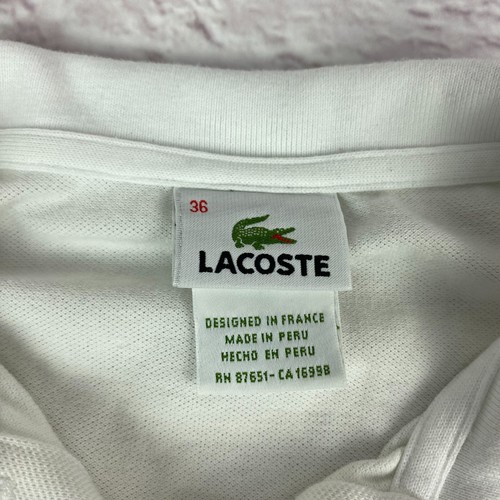 36
LACOSTE
DESIGNED IN FRANCE
MADE IN PERU
HECHO EN PERU
RN 87651-CA 16998